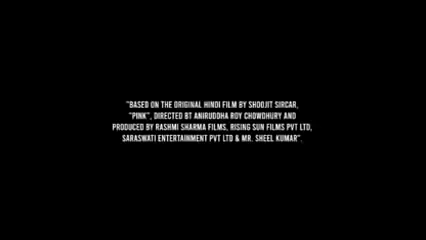 "BASED ON THE ORIGINAL HINDI FILM BY SHOOJIT SIRCAR,
"PINK", DIRECTED BT ANIRUDDHA ROY CHOWDHURY AND
PRODUCED BY RASHMI SHARMA FILMS, RISING SUN FILMS PVT LTD,
SARASWATI ENTERTAINMENT PVT LTD & MR. SHEEL KUMAR".